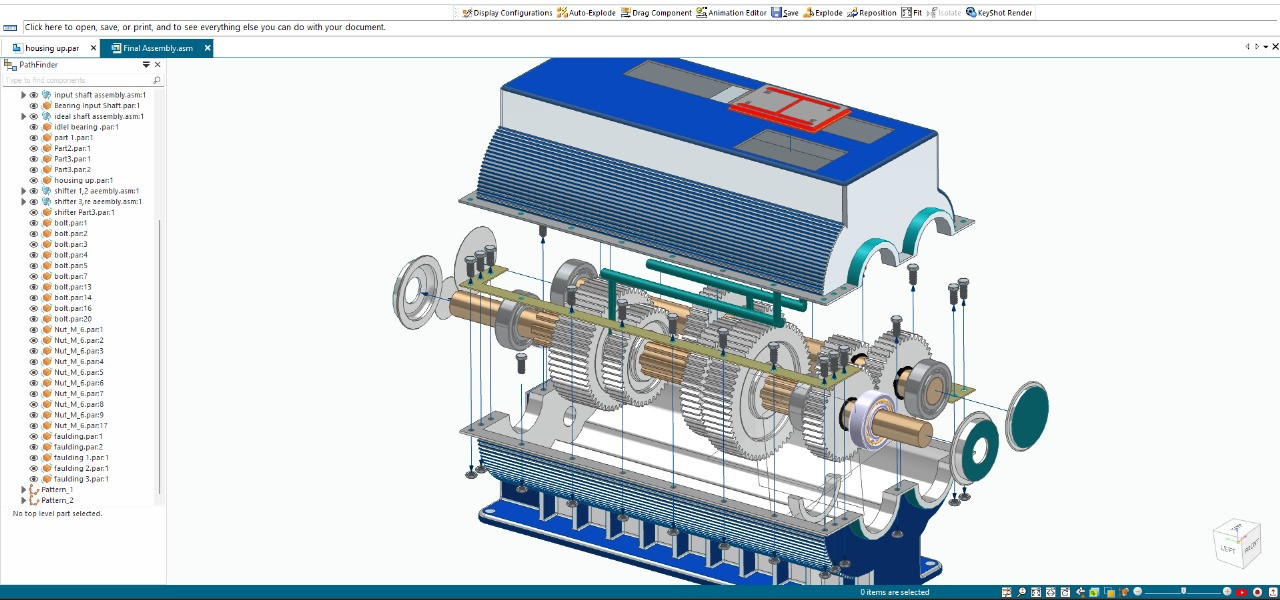 Display Configurations Auto-Explode Drag Component Animation Editor Save Explode Reposition Fit Isolate KeyShot Render
Click here to open, save, or print, and to see everything else you can do with your document.
housing up.par Final Assembly.asm
PathFinder
Type to find components
input shaft assembly.asm:1
Bearing Input Shaft.par:1
ideal shaft assembly.asm:1
idlel bearing .par:1
part 1.par:1
Part2.par:1
Part3.par:1
Part3.par:2
housing up.par:1
shifter 1,2 aeembly.asm:1
shifter 3,re aeembly.asm:1
shifter Part3.par:1
bolt.par:1
bolt.par:2
bolt.par:3
bolt.par:4
bolt.par:5
bolt.par:7
bolt.par:13
bolt.par:14
bolt.par:16
bolt.par:20
Nut_M_6.par:1
Nut_M_6.par:2
Nut_M_6.par:3
Nut_M_6.par:4
Nut_M_6.par:5
Nut_M_6.par:6
Nut_M_6.par:7
Nut_M_6.par:8
Nut_M_6.par:9
Nut_M_6.par:17
faulding.par:1
faulding.par:2
faulding 1.par:1
faulding 2.par:1
faulding 3.par:1
Pattern_1
Pattern_2
No top level part selected.
LEFT FRONT
0 items are selected